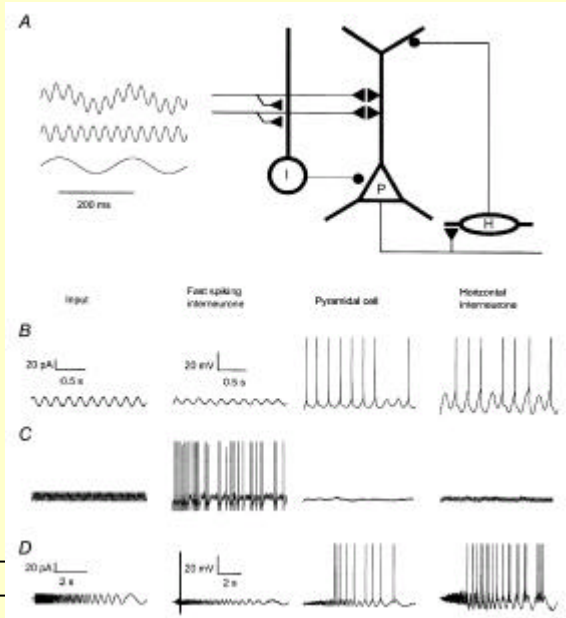 A
I
P
H
200 ms
Input
Fast spiking
interneurone
Pyramidal cell
Horizontal
interneurone
B
20 pA
0.5 s
20 mV
0.5 s
C
D
20 pA
2 s
20 mV
2 s